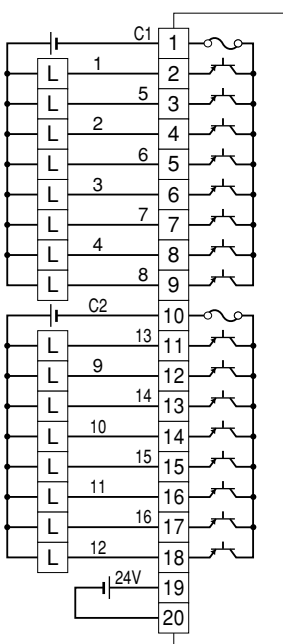 C1 1
L 1 2
L 5 3
L 2 4
L 6 5
L 3 6
L 7 7
L 4 8
L 8 9
C2 10
L 13 11
L 9 12
L 14 13
L 10 14
L 15 15
L 11 16
L 16 17
L 12 18
24V 19
20